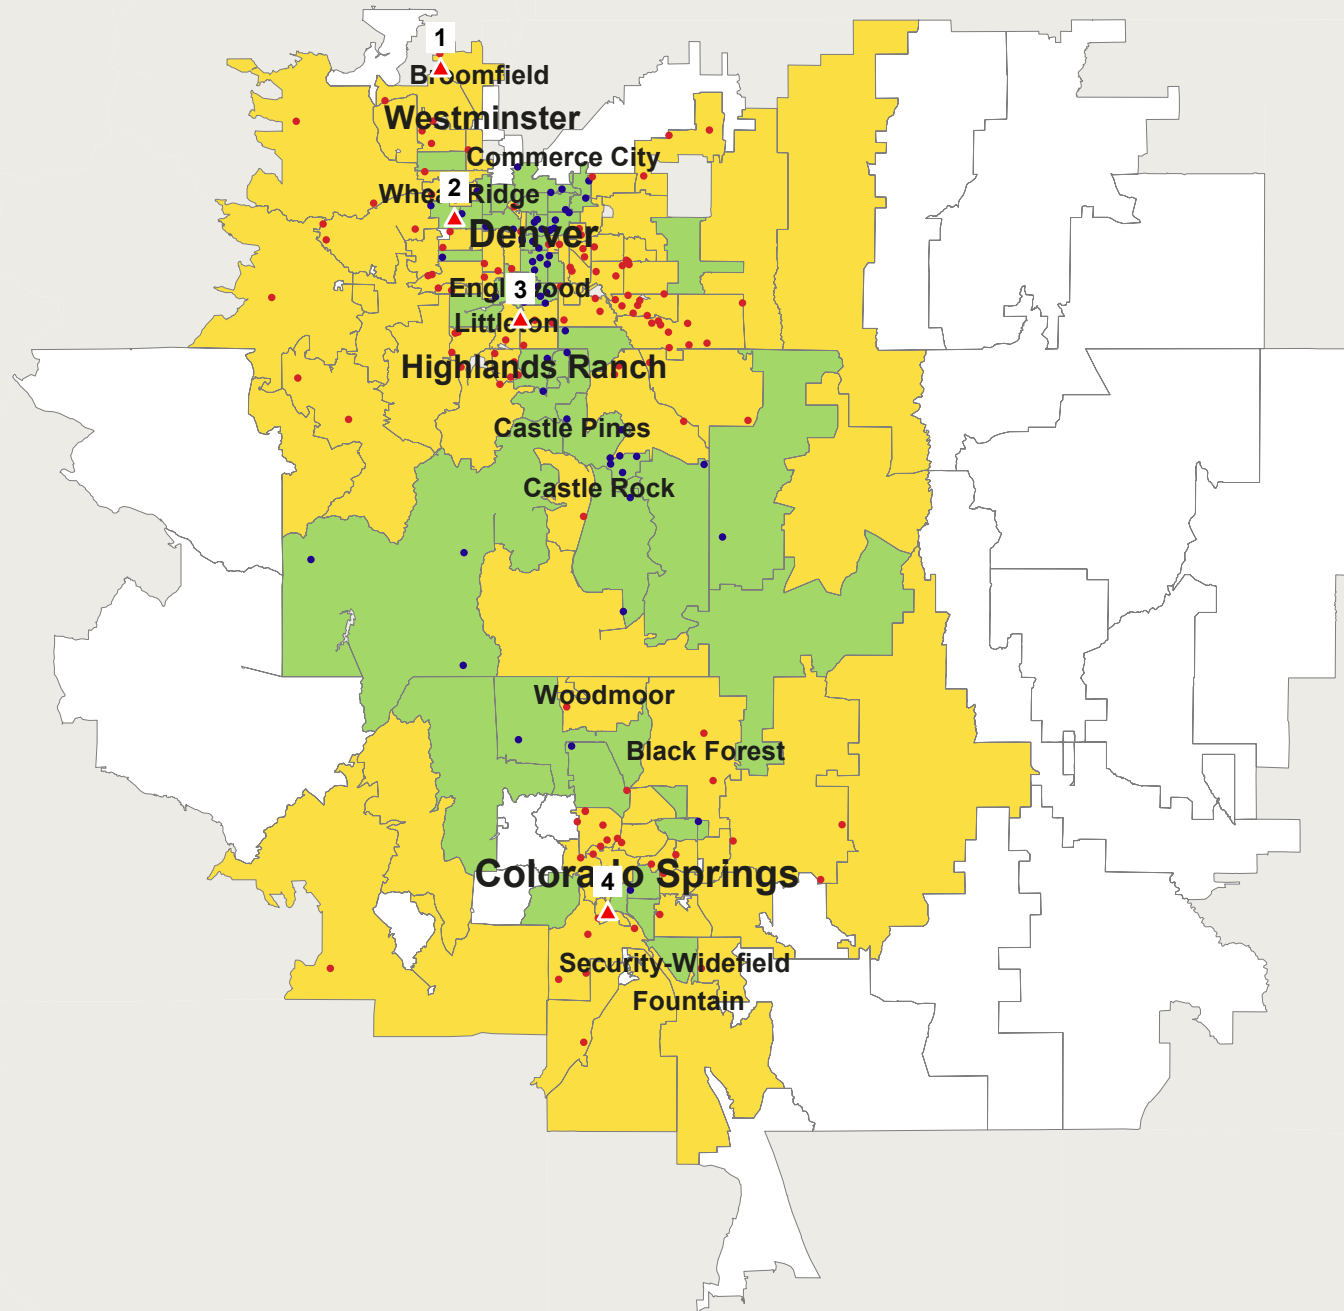 1
Broomfield
Westminster
Commerce City
2
Wheat Ridge
Denver
3
Englewood
Littleton
Highlands Ranch
Castle Pines
Castle Rock
Woodmoor
Black Forest
Colorado Springs
4
Security-Widefield
Fountain